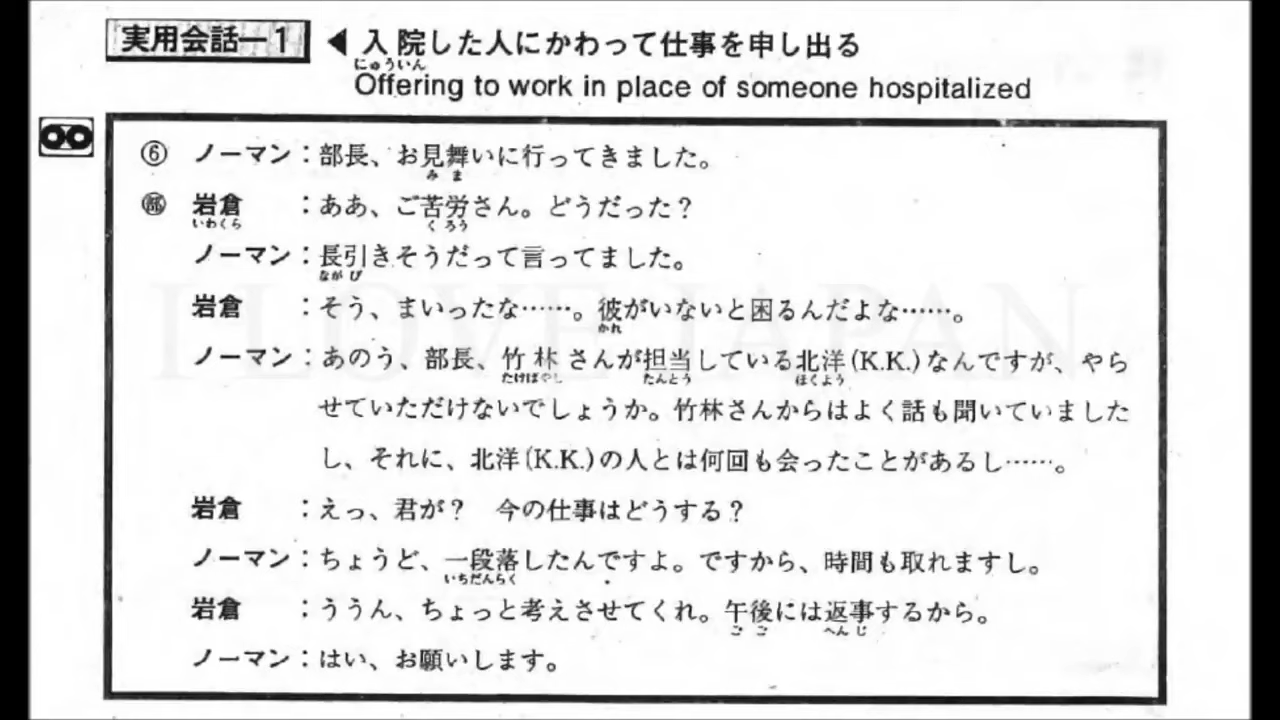 実用会話―1 ◀入院した人にかわって仕事を申し出る
にゅういん
Offering to work in place of someone hospitalized
⑥ ノーマン：部長、お見舞いに行ってきました。
み ま
部 岩倉 ：ああ、ご苦労さん。どうだった？
いわくら く ろう
ノーマン：長引きそうだって言ってました。
なが び
岩倉 ：そう、まいったな……。彼がいないと困るんだよな……。
かれ
ノーマン：あのう、部長、竹林さんが担当している北洋(K.K.)なんですが、やら
たけばやし たんとう ほくよう
せていただけないでしょうか。竹林さんからはよく話も聞いていました
し、それに、北洋(K.K.)の人とは何回も会ったことがあるし……。
岩倉 ：えっ、君が？ 今の仕事はどうする？
ノーマン：ちょうど、一段落したんですよ。ですから、時間も取れますし。
いちだんらく
岩倉 ：ううん、ちょっと考えさせてくれ。午後には返事するから。
ご ご へん じ
ノーマン：はい、お願いします。
I LOVE JAPAN